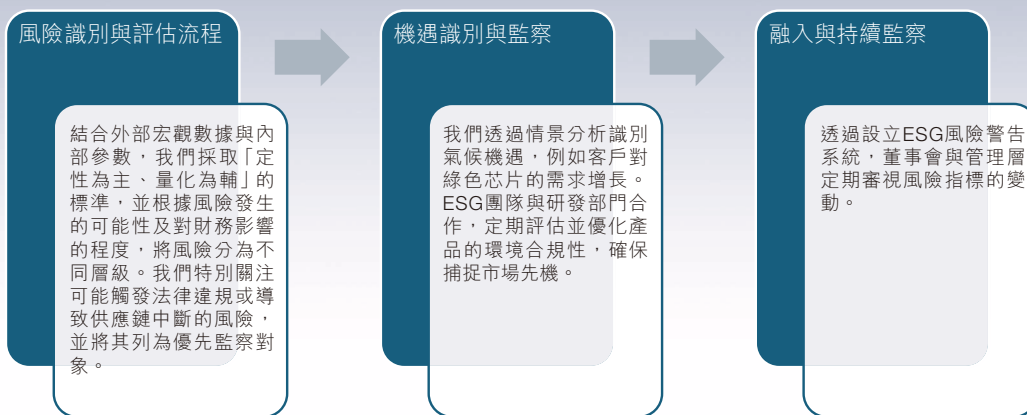 風險識別與評估流程
結合外部宏觀數據與內
部參數，我們採取「定
性為主、量化為輔」的
標準，並根據風險發生
的可能性及對財務影響
的程度，將風險分為不
同層級。我們特別關注
可能觸發法律違規或導
致供應鏈中斷的風險，
並將其列為優先監察對
象。
機遇識別與監察
我們透過情景分析識別
氣候機遇，例如客戶對
綠色芯片的需求增長。
ESG團隊與研發部門合
作，定期評估並優化產
品的環境合規性，確保
捕捉市場先機。
融入與持續監察
透過設立ESG風險警告
系統，董事會與管理層
定期審視風險指標的變
動。